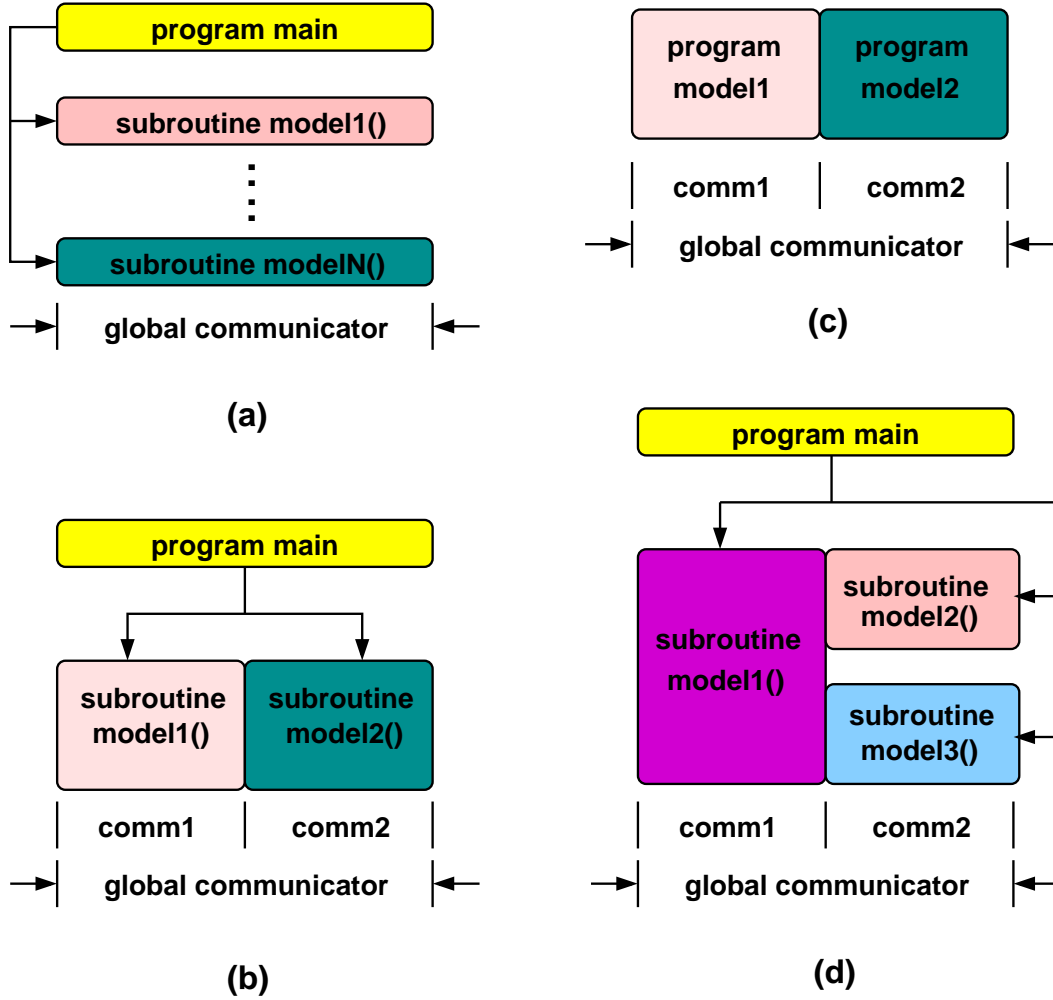 program main
subroutine model1()
subroutine modelN()
global communicator
(a)
program main
subroutine
model1()
subroutine
model2()
comm1
comm2
global communicator
(b)
program
model1
program
model2
comm1
comm2
global communicator
(c)
program main
subroutine
model1()
subroutine
model2()
subroutine
model3()
comm1
comm2
global communicator
(d)